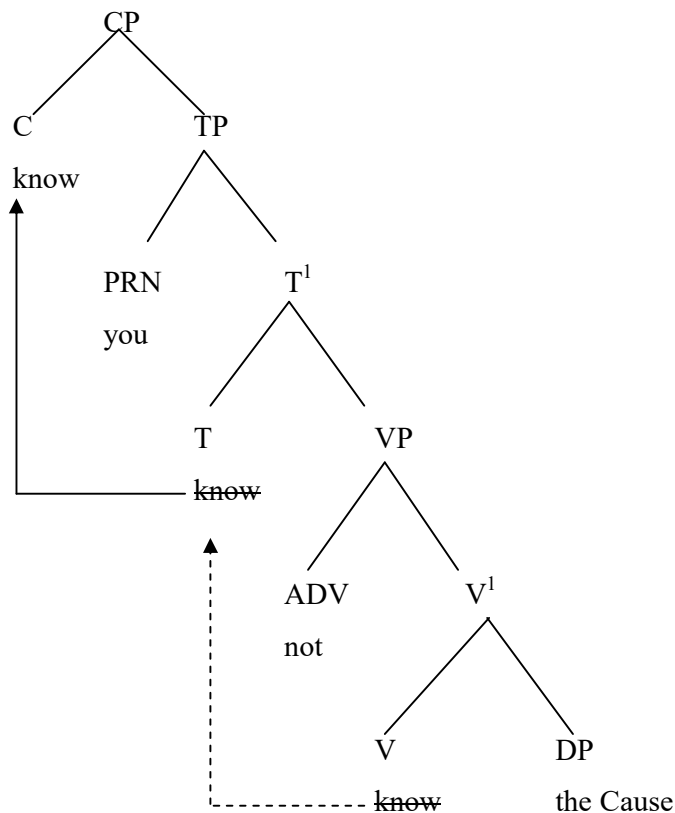 CP
C TP
know
PRN T¹
you
T VP
know
ADV V¹
not
V DP
know the Cause